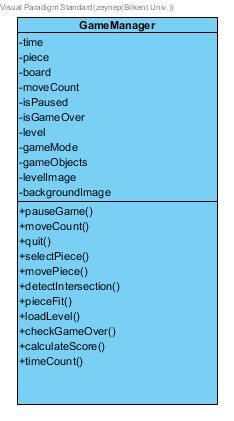 Visual Paradigm Standard(zeynep(Bilkent Univ.))
GameManager
-time
-piece
-board
-moveCount
-isPaused
-isGameOver
-level
-gameMode
-gameObjects
-levelImage
-backgroundImage
+pauseGame()
+moveCount()
+quit()
+selectPiece()
+movePiece()
+detectIntersection()
+pieceFit()
+loadLevel()
+checkGameOver()
+calculateScore()
+timeCount()